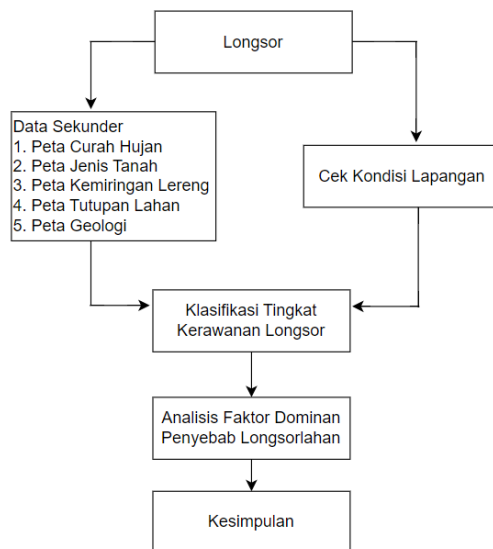 Longsor
Data Sekunder
1. Peta Curah Hujan
2. Peta Jenis Tanah
3. Peta Kemiringan Lereng
4. Peta Tutupan Lahan
5. Peta Geologi
Cek Kondisi Lapangan
Klasifikasi Tingkat
Kerawanan Longsor
Analisis Faktor Dominan
Penyebab Longsorlahan
Kesimpulan